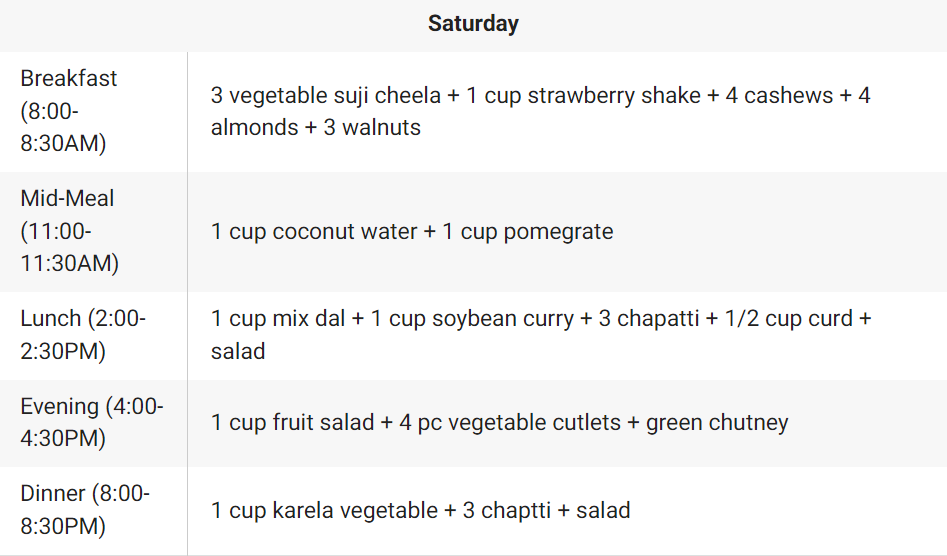 Saturday
Breakfast
(8:00-
8:30AM)
3 vegetable suji cheela + 1 cup strawberry shake + 4 cashews + 4
almonds + 3 walnuts
Mid-Meal
(11:00-
11:30AM)
1 cup coconut water + 1 cup pomegrate
Lunch (2:00-
2:30PM)
1 cup mix dal + 1 cup soybean curry + 3 chapatti + 1/2 cup curd +
salad
Evening (4:00-
4:30PM)
1 cup fruit salad + 4 pc vegetable cutlets + green chutney
Dinner (8:00-
8:30PM)
1 cup karela vegetable + 3 chaptti + salad